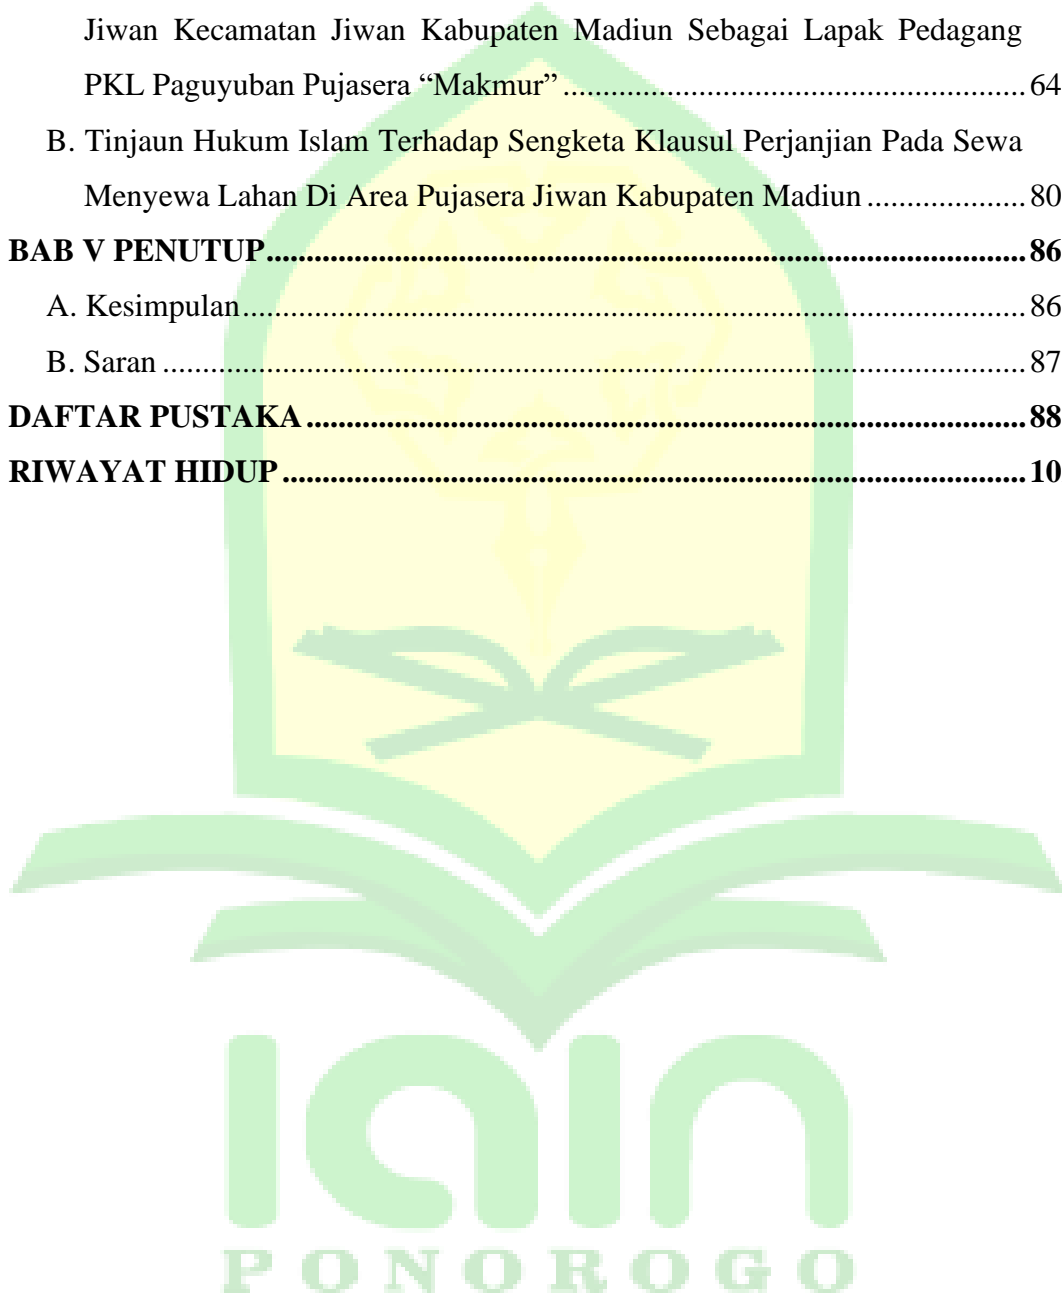 Jiwan Kecamatan Jiwan Kabupaten Madiun Sebagai Lapak Pedagang
PKL Paguyuban Pujasera “Makmur” ............................................................ 64
B. Tinjaun Hukum Islam Terhadap Sengketa Klausul Perjanjian Pada Sewa
Menyewa Lahan Di Area Pujasera Jiwan Kabupaten Madiun .................... 80
BAB V PENUTUP................................................................................................ 86
A. Kesimpulan.................................................................................................... 86
B. Saran .............................................................................................................. 87
DAFTAR PUSTAKA ........................................................................................... 88
RIWAYAT HIDUP .............................................................................................. 10
iain
PONOROGO